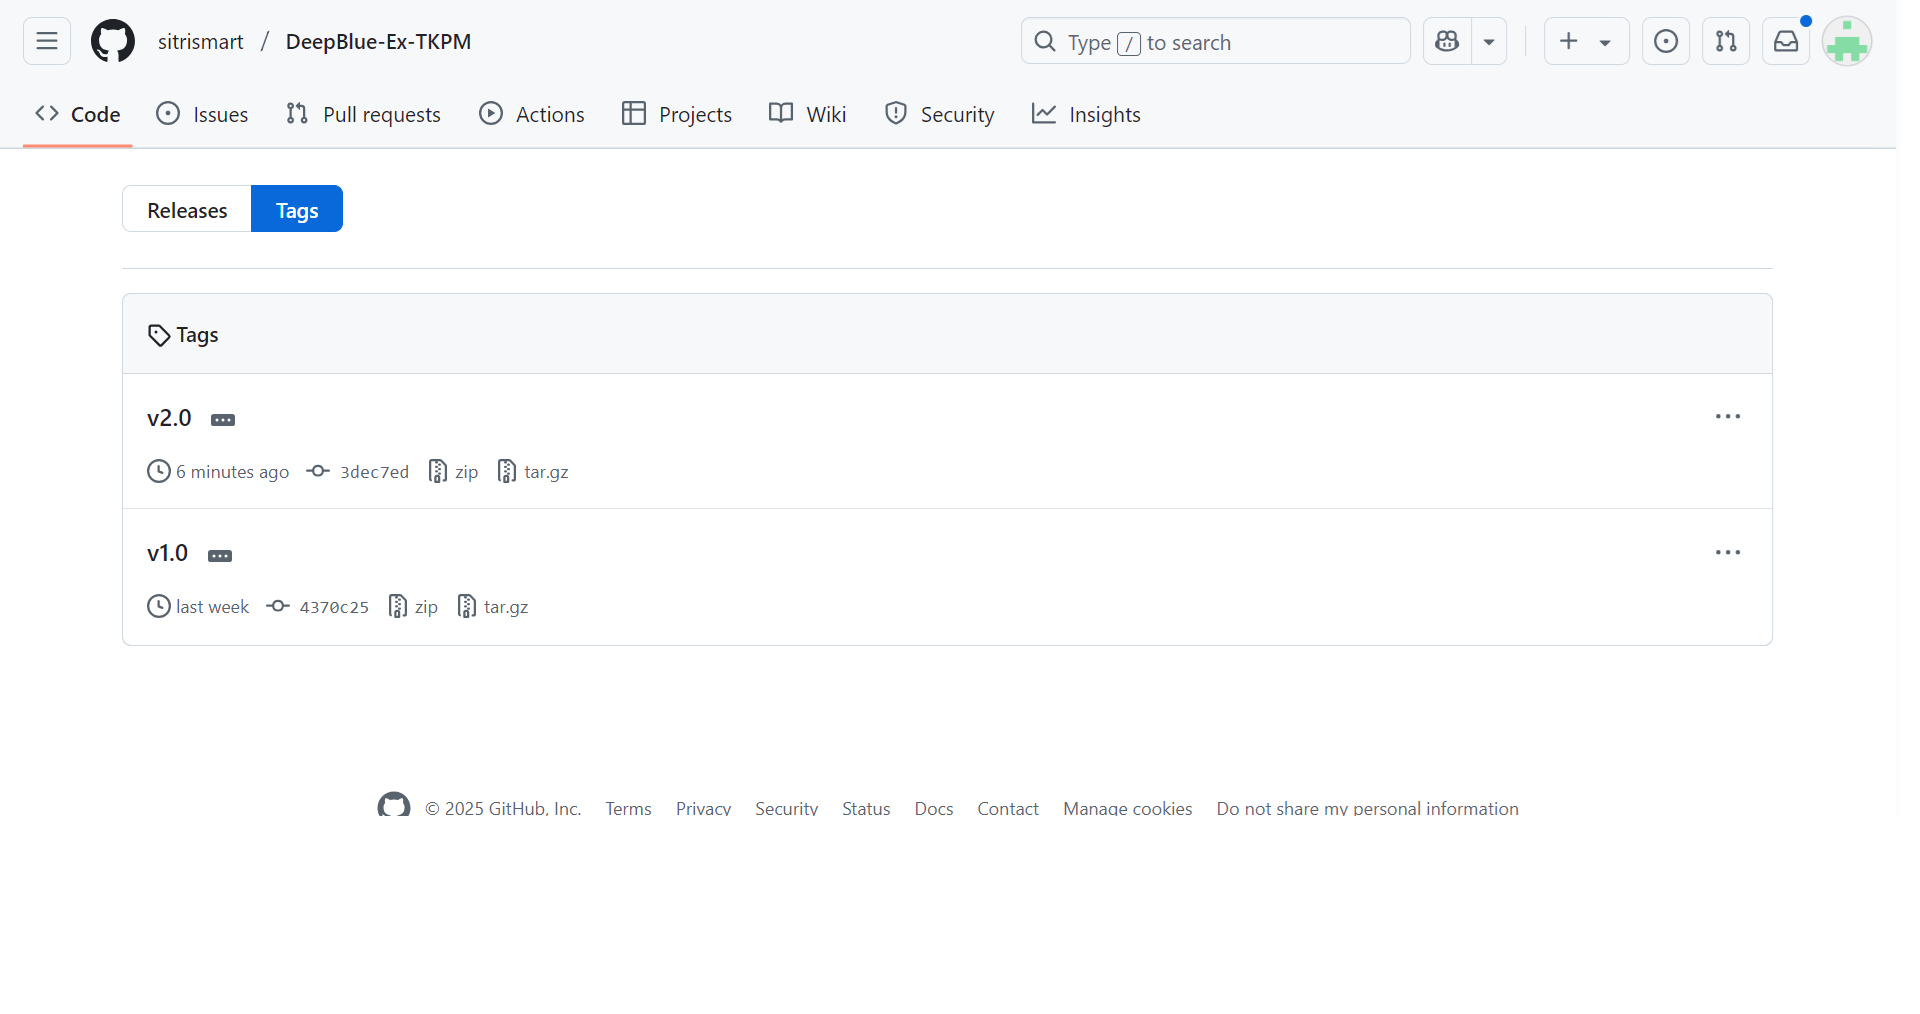 sitrismart / DeepBlue-Ex-TKPM
Type / to search
Code Issues Pull requests Actions Projects Wiki Security Insights
Releases Tags
Tags
v2.0
6 minutes ago 3dec7ed zip tar.gz
v1.0
last week 4370c25 zip tar.gz
© 2025 GitHub, Inc. Terms Privacy Security Status Docs Contact Manage cookies Do not share my personal information